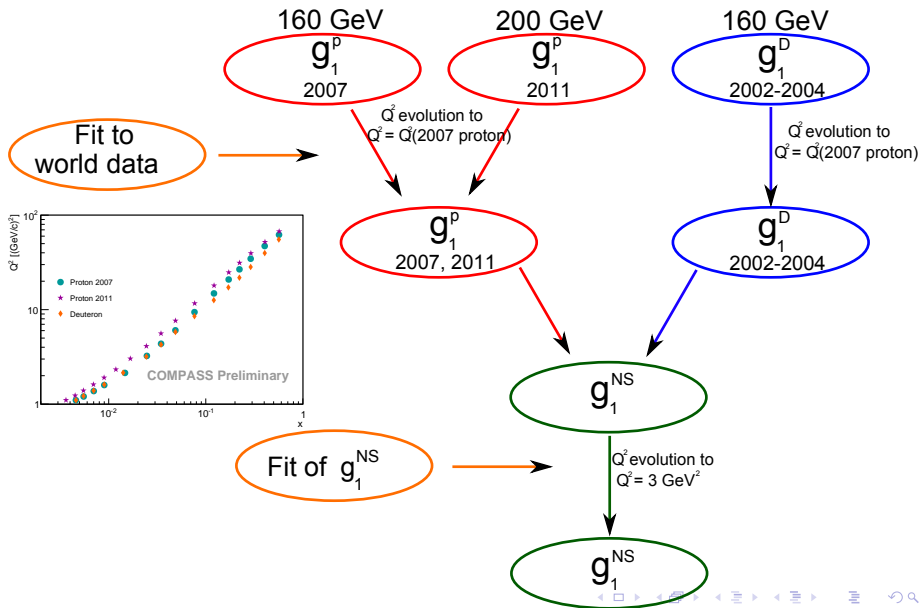 160 GeV
200 GeV
160 GeV
g₁ᵖ
2007
g₁ᵖ
2011
g₁ᴰ
2002-2004
Q² evolution to
Q² = Q²(2007 proton)
Q² evolution to
Q² = Q²(2007 proton)
Fit to
world data
g₁ᵖ
2007, 2011
g₁ᴰ
2002-2004
Q² [(GeV/c)²]
10²
10
1
Proton 2007
Proton 2011
Deuteron
COMPASS Preliminary
10⁻²
10⁻¹
1
x
g₁ᴺˢ
Fit of g₁ᴺˢ
Q² evolution to
Q² = 3 GeV²
g₁ᴺˢ